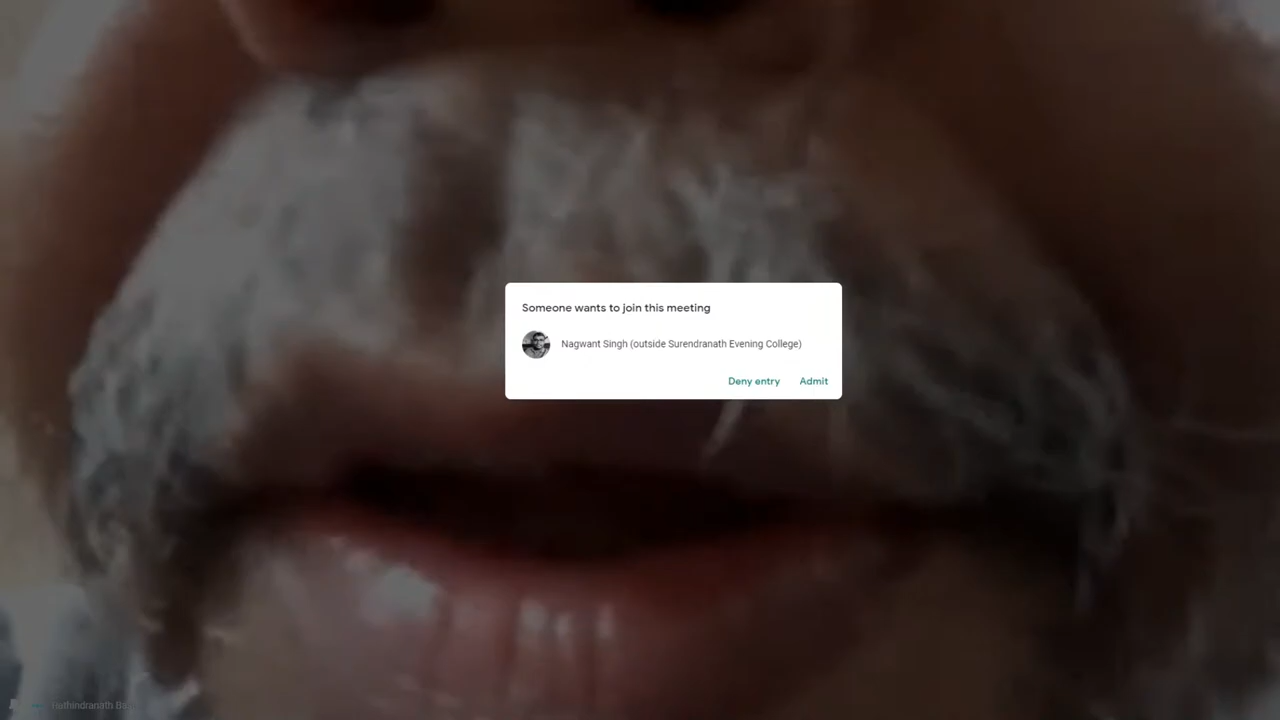 Someone wants to join this meeting
Nagwant Singh (outside Surendranath Evening College)
Deny entry
Admit